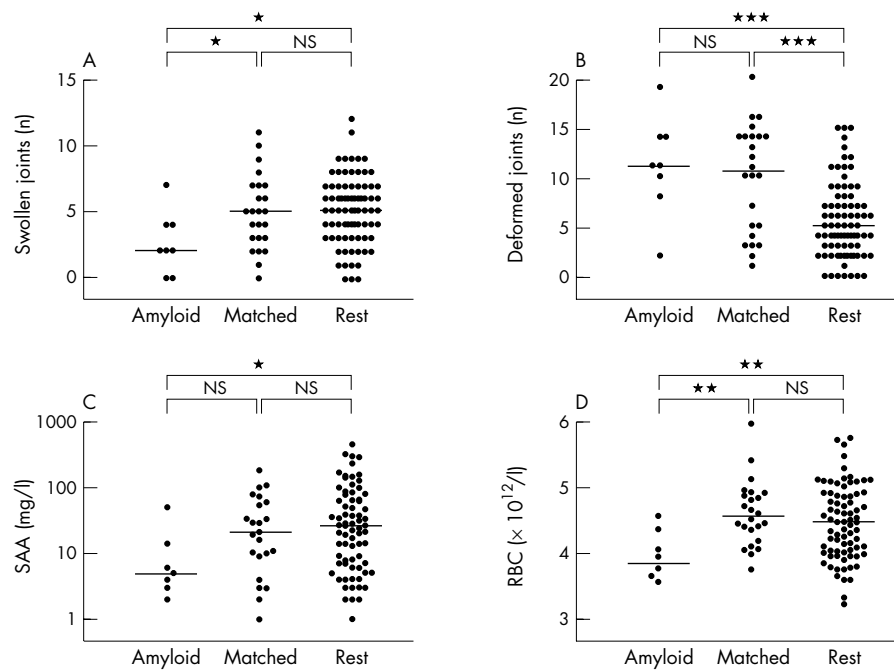 A
★
★
NS
Swollen joints (n)
15
10
5
0
Amyloid
Matched
Rest
B
★★★
NS
★★★
Deformed joints (n)
20
15
10
5
0
Amyloid
Matched
Rest
C
★
NS
NS
SAA (mg/l)
1000
100
10
1
Amyloid
Matched
Rest
D
★★
★★
NS
RBC (× 10¹²/l)
6
5
4
3
Amyloid
Matched
Rest